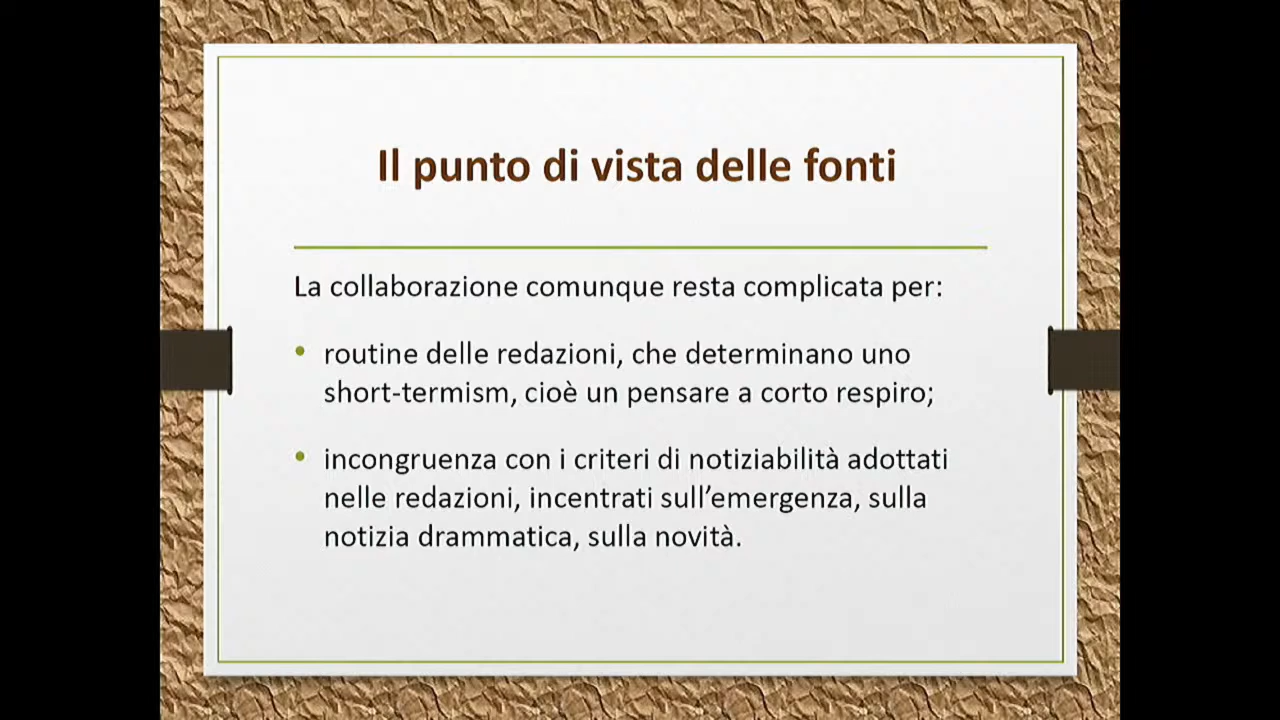 Il punto di vista delle fonti
La collaborazione comunque resta complicata per:
• routine delle redazioni, che determinano uno
short-termism, cioè un pensare a corto respiro;
• incongruenza con i criteri di notiziabilità adottati
nelle redazioni, incentrati sull’emergenza, sulla
notizia drammatica, sulla novità.